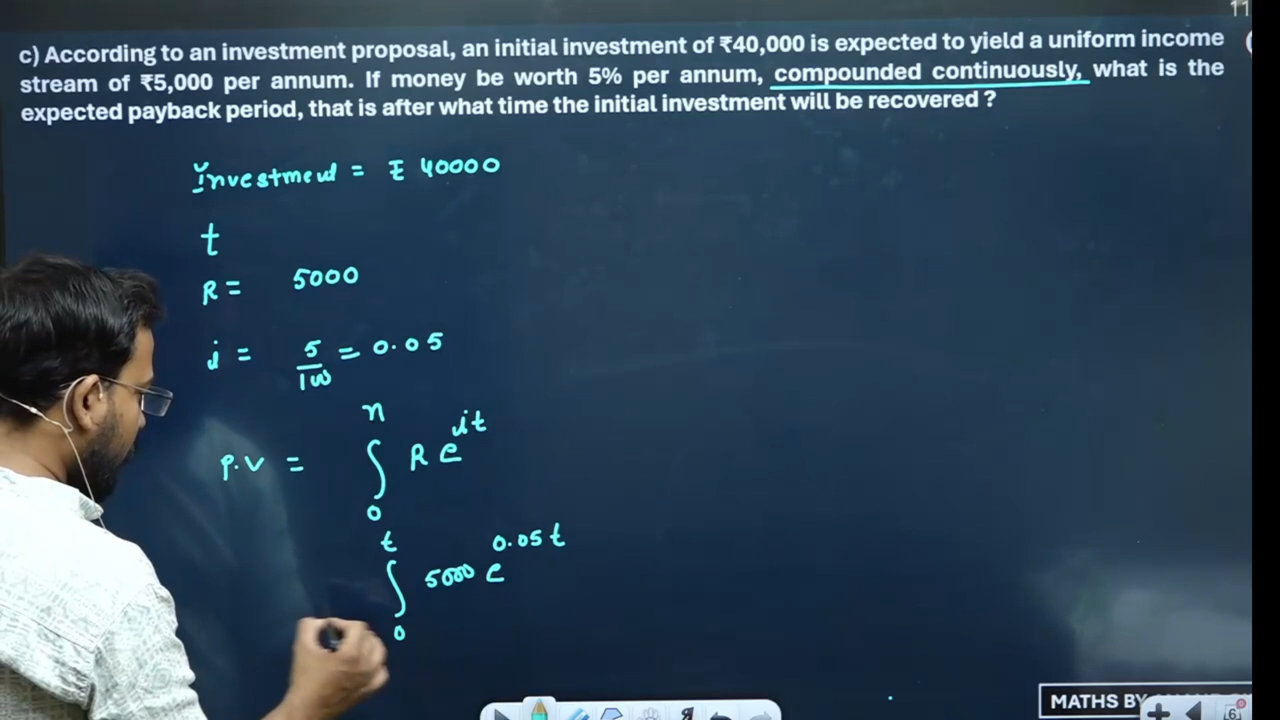 11
c) According to an investment proposal, an initial investment of ₹40,000 is expected to yield a uniform income
stream of ₹5,000 per annum. If money be worth 5% per annum, compounded continuously, what is the
expected payback period, that is after what time the initial investment will be recovered ?
Investment = ₹ 40000
t
R = 5000
i = 5/100 = 0.05
P.V = ∫₀ⁿ R e^{it}
∫₀ᵗ 5000 e^{0.05t}
MATHS BY
6